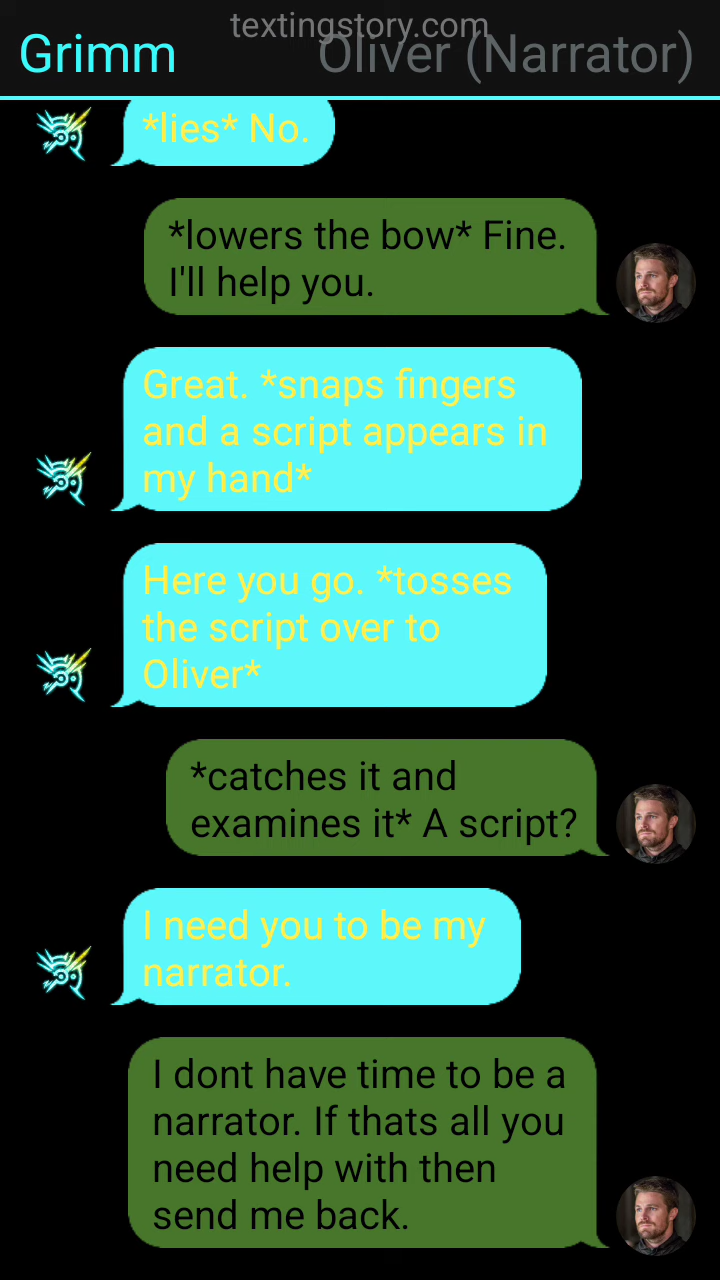 textingstory.com
Grimm
Oliver (Narrator)
*lies* No.
*lowers the bow* Fine.
I'll help you.
Great. *snaps fingers
and a script appears in
my hand*
Here you go. *tosses
the script over to
Oliver*
*catches it and
examines it* A script?
I need you to be my
narrator.
I dont have time to be a
narrator. If thats all you
need help with then
send me back.